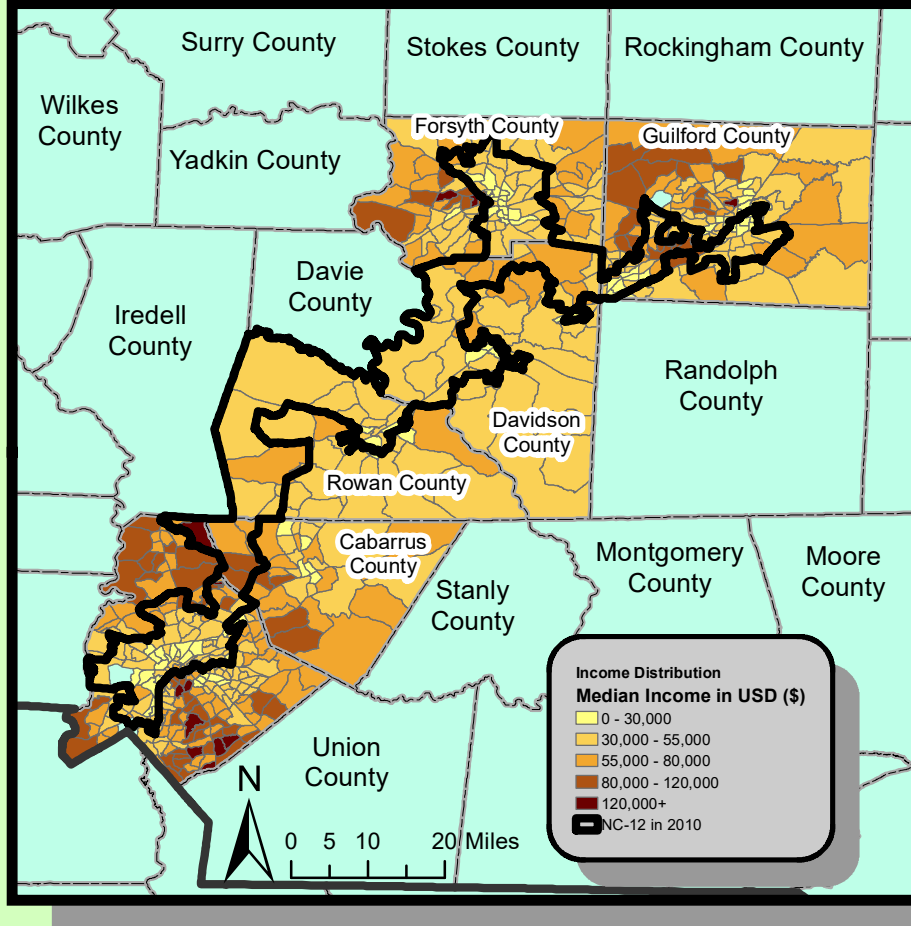 Surry County
Stokes County
Rockingham County
Wilkes
County
Forsyth County
Guilford County
Yadkin County
Davie
County
Iredell
County
Randolph
County
Davidson
County
Rowan County
Cabarrus
County
Montgomery
County
Moore
County
Stanly
County
Union
County
N
0 5 10 20 Miles
Income Distribution
Median Income in USD ($)
0 - 30,000
30,000 - 55,000
55,000 - 80,000
80,000 - 120,000
120,000+
NC-12 in 2010